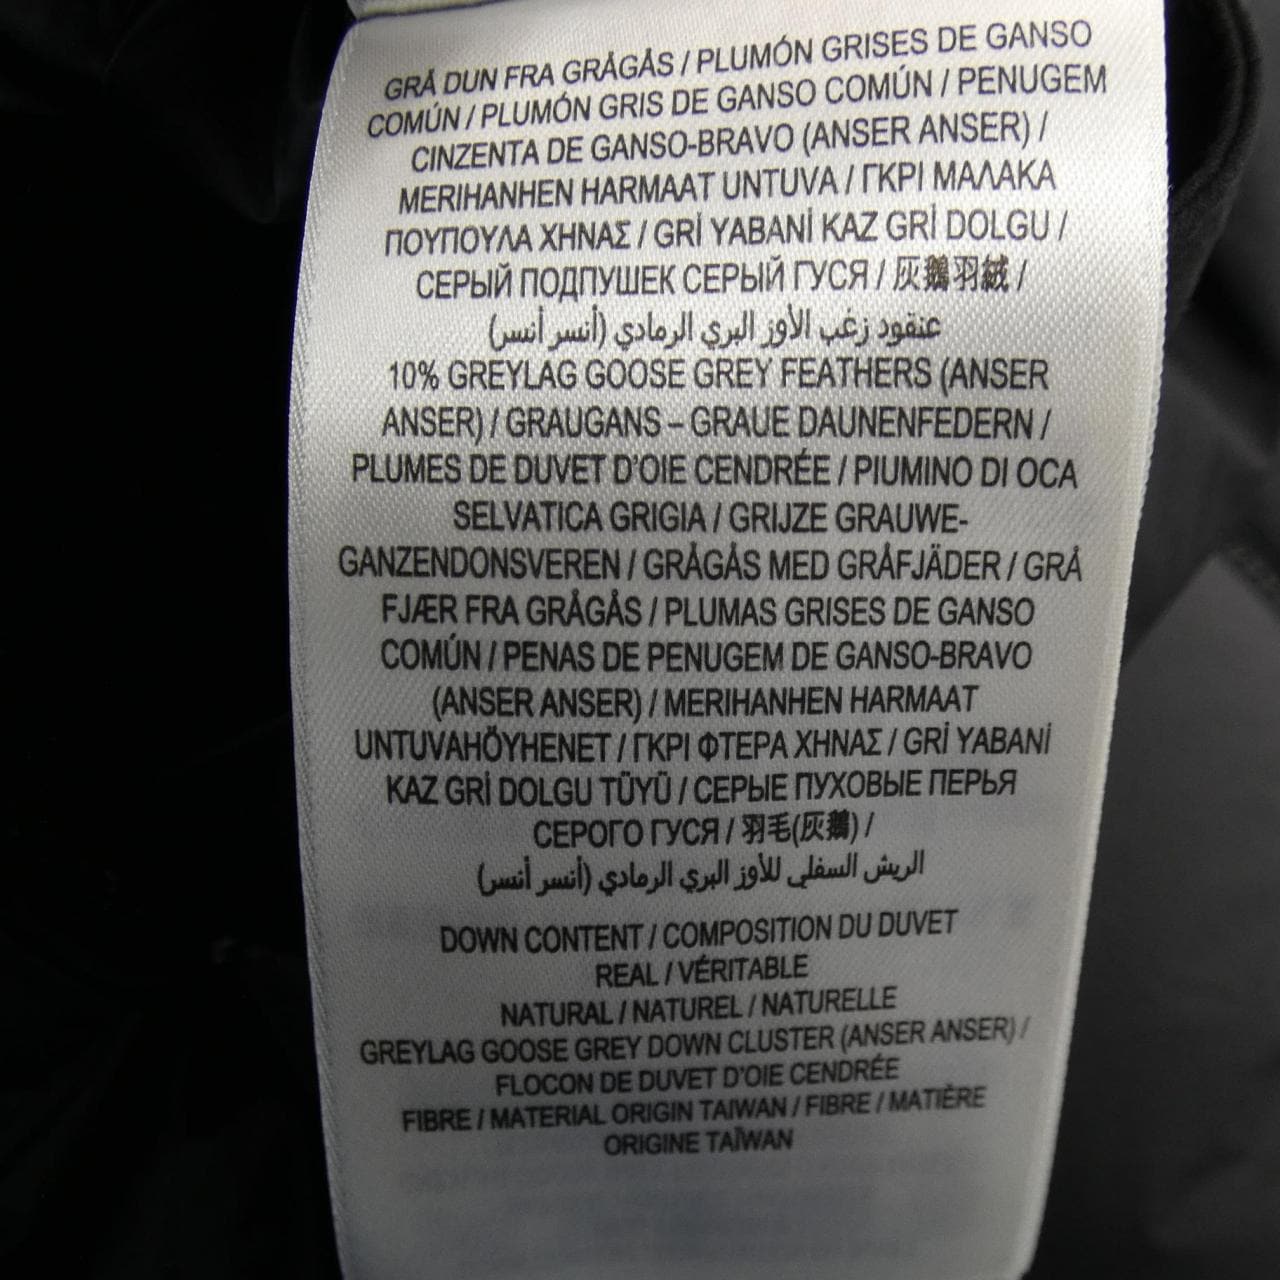 GRÅ DUN FRA GRÅGÅS / PLUMÓN GRISES DE GANSO
COMÚN / PLUMÓN GRIS DE GANSO COMÚN / PENUGEM
CINZENTA DE GANSO-BRAVO (ANSER ANSER) /
MERIHANHEN HARMAAT UNTUVA / ΓΚΡΙ ΜΑΛΑΚΑ
ΠΟΥΠΟΥΛΑ ΧΗΝΑΣ / GRİ YABANİ KAZ GRİ DOLGU /
СЕРЫЙ ПОДПУШЕК СЕРЫЙ ГУСЯ / 灰鵝羽絨 /
عنقود زغب الأوز البري الرمادي (أنسر أنسر)
10% GREYLAG GOOSE GREY FEATHERS (ANSER
ANSER) / GRAUGANS – GRAUE DAUNENFEDERN /
PLUMES DE DUVET D'OIE CENDRÉE / PIUMINO DI OCA
SELVATICA GRIGIA / GRIJZE GRAUWE-
GANZENDONSVEREN / GRÅGÅS MED GRÅFJÄDER / GRÅ
FJÆR FRA GRÅGÅS / PLUMAS GRISES DE GANSO
COMÚN / PENAS DE PENUGEM DE GANSO-BRAVO
(ANSER ANSER) / MERIHANHEN HARMAAT
UNTUVAHÖYHENET / ΓΚΡΙ ΦΤΕΡΑ ΧΗΝΑΣ / GRİ YABANİ
KAZ GRİ DOLGU TÜYÜ / СЕРЫЕ ПУХОВЫЕ ПЕРЬЯ
СЕРОГО ГУСЯ / 羽毛(灰鵝) /
الريش السفلي للأوز البري الرمادي (أنسر أنسر)
DOWN CONTENT / COMPOSITION DU DUVET
REAL / VÉRITABLE
NATURAL / NATUREL / NATURELLE
GREYLAG GOOSE GREY DOWN CLUSTER (ANSER ANSER) /
FLOCON DE DUVET D'OIE CENDRÉE
FIBRE / MATERIAL ORIGIN TAIWAN / FIBRE / MATIÈRE
ORIGINE TAÏWAN